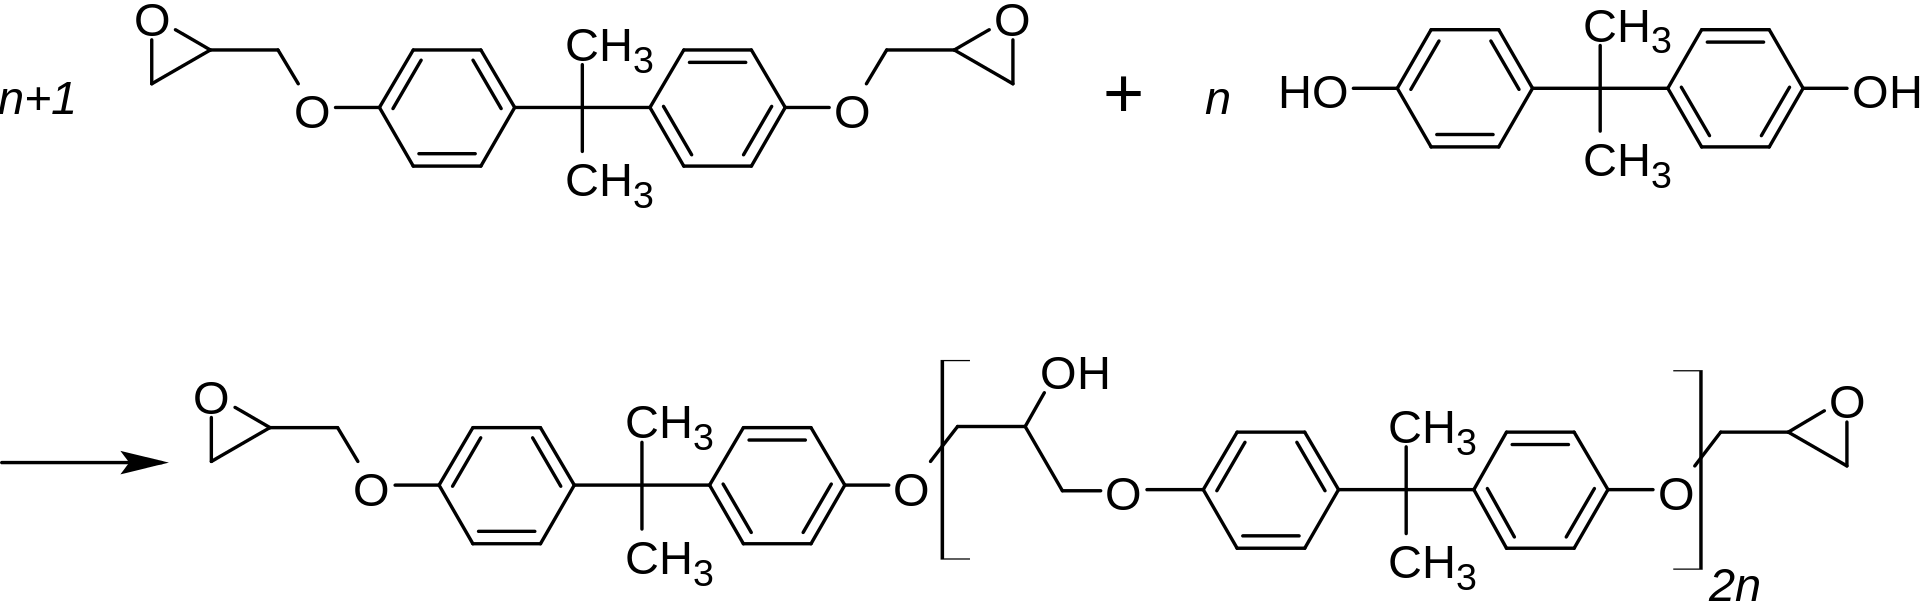 O O CH3
CH3
n+1 O O + n HO OH
CH3 CH3
OH
O CH3 CH3 O
O O O O
CH3 CH3
2n